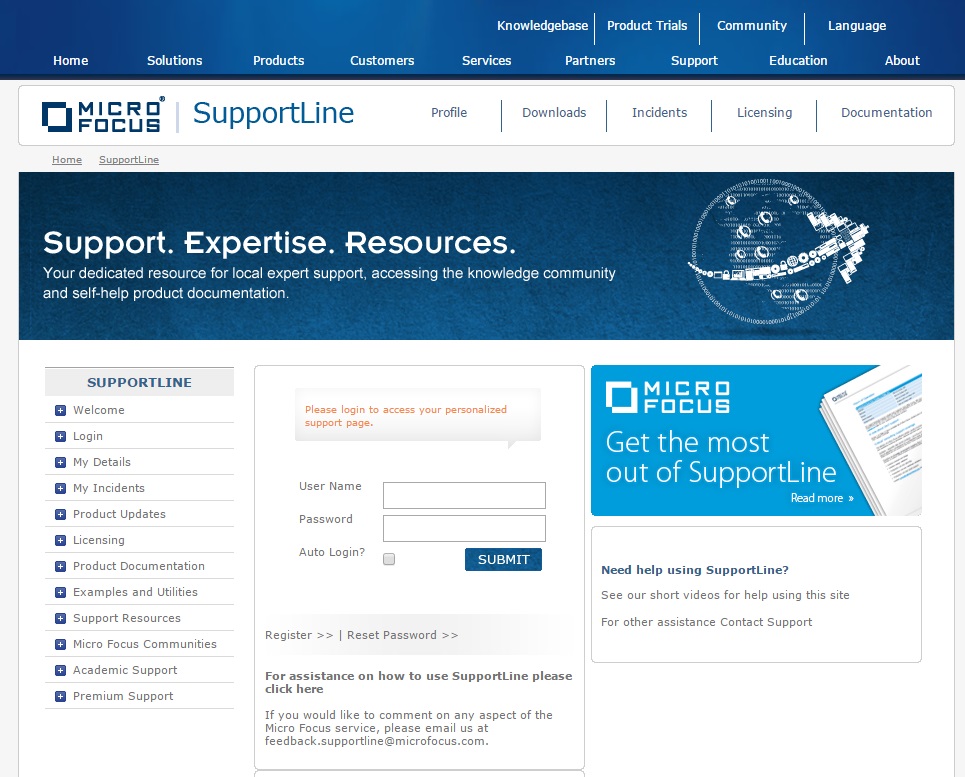 Knowledgebase
Product Trials
Community
Language
Home
Solutions
Products
Customers
Services
Partners
Support
Education
About
MICRO
FOCUS®
SupportLine
Profile
Downloads
Incidents
Licensing
Documentation
Home
SupportLine
Support. Expertise. Resources.
Your dedicated resource for local expert support, accessing the knowledge community
and self-help product documentation.
SUPPORTLINE
Welcome
Login
My Details
My Incidents
Product Updates
Licensing
Product Documentation
Examples and Utilities
Support Resources
Micro Focus Communities
Academic Support
Premium Support
Please login to access your personalized
support page.
User Name
Password
Auto Login?
SUBMIT
Register >> | Reset Password >>
For assistance on how to use SupportLine please
click here
If you would like to comment on any aspect of the
Micro Focus service, please email us at
feedback.supportline@microfocus.com.
MICRO
FOCUS
Get the most
out of SupportLine
Read more »
Need help using SupportLine?
See our short videos for help using this site
For other assistance Contact Support